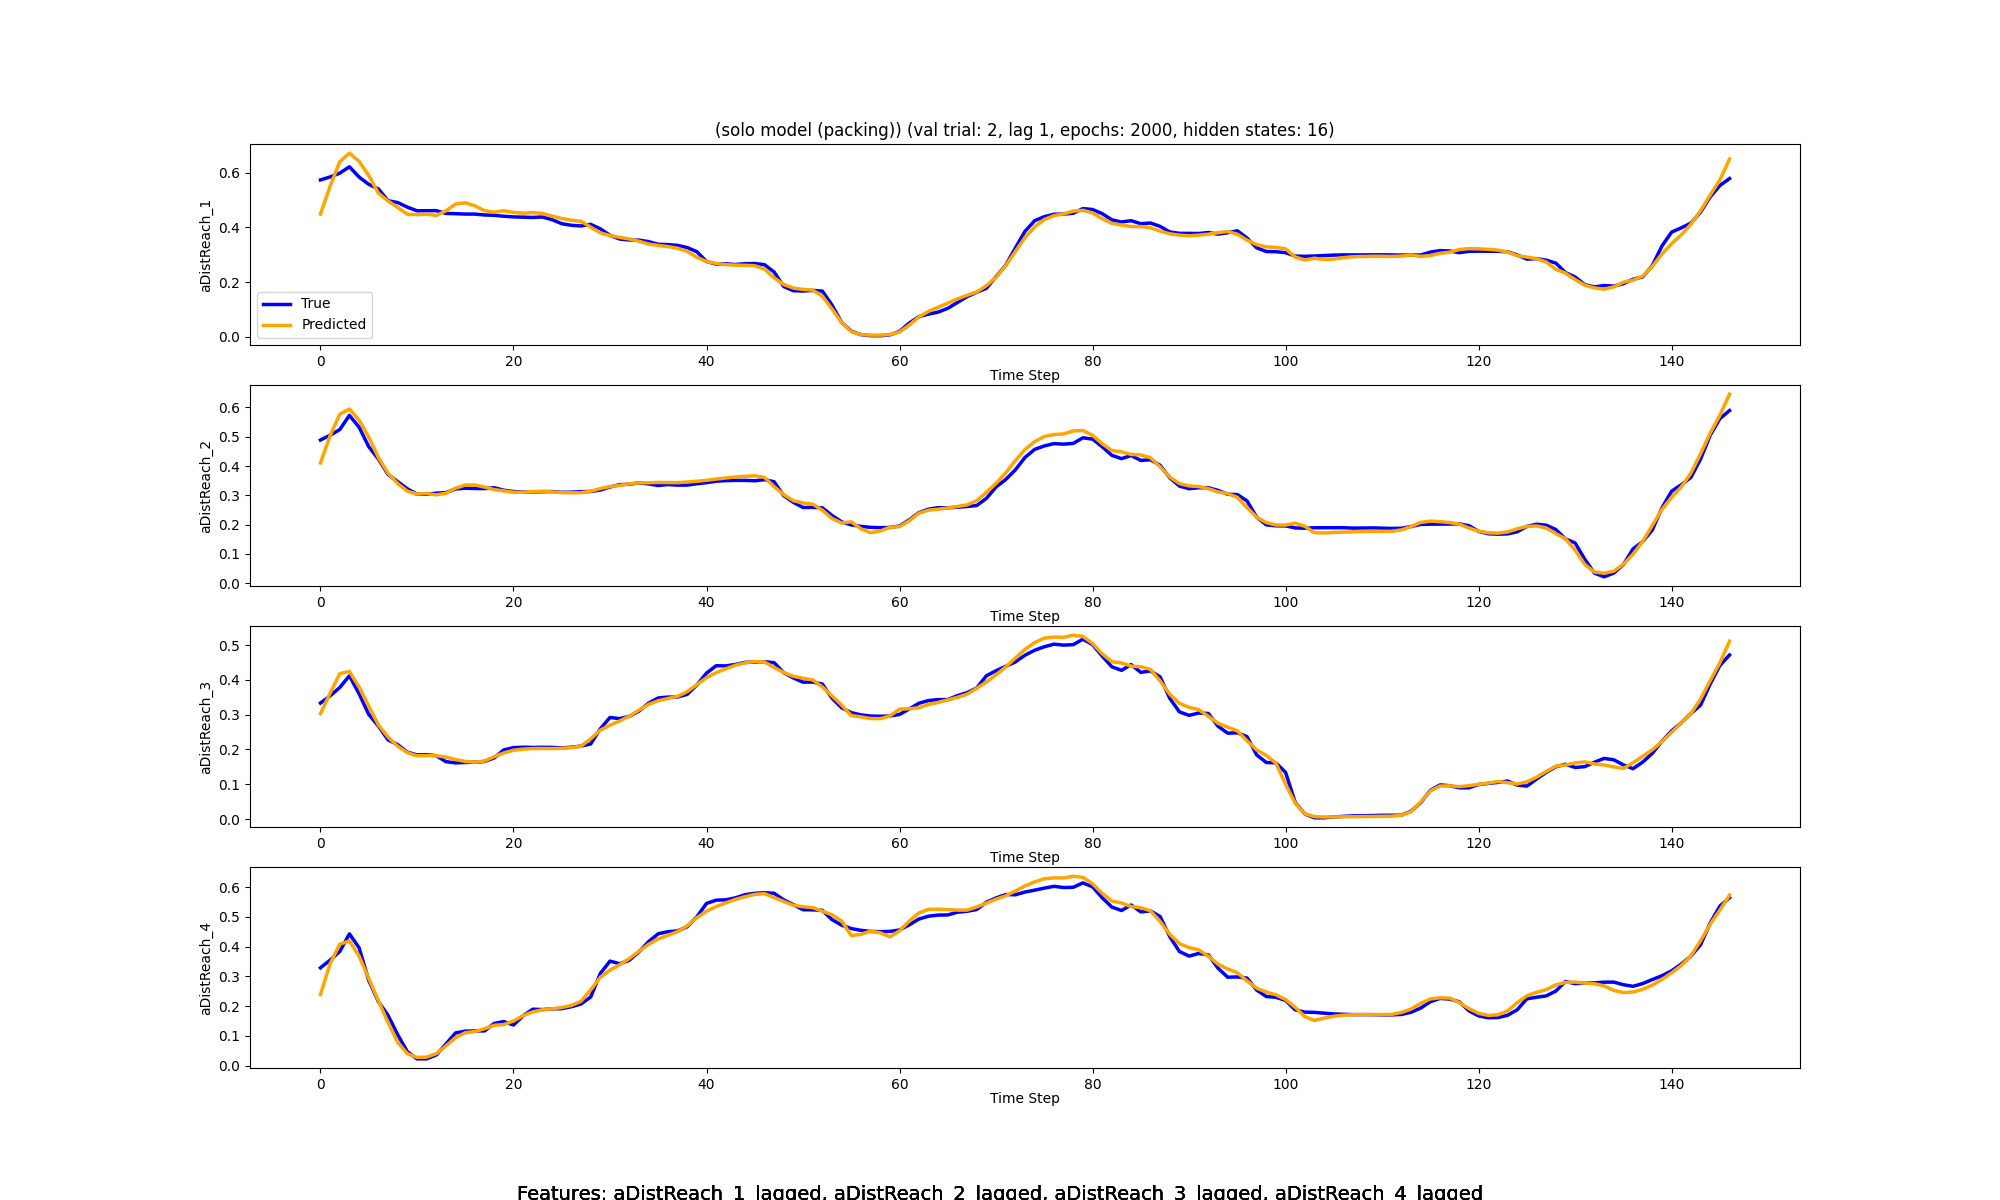 (solo model (packing)) (val trial: 2, lag 1, epochs: 2000, hidden states: 16)
aDistReach_1
0.6
0.4
0.2
0.0
True
Predicted
0 20 40 60 80 100 120 140
Time Step
aDistReach_2
0.6
0.5
0.4
0.3
0.2
0.1
0.0
0 20 40 60 80 100 120 140
Time Step
aDistReach_3
0.5
0.4
0.3
0.2
0.1
0.0
0 20 40 60 80 100 120 140
Time Step
aDistReach_4
0.6
0.5
0.4
0.3
0.2
0.1
0.0
0 20 40 60 80 100 120 140
Time Step
Features: aDistReach_1_lagged, aDistReach_2_lagged, aDistReach_3_lagged, aDistReach_4_lagged